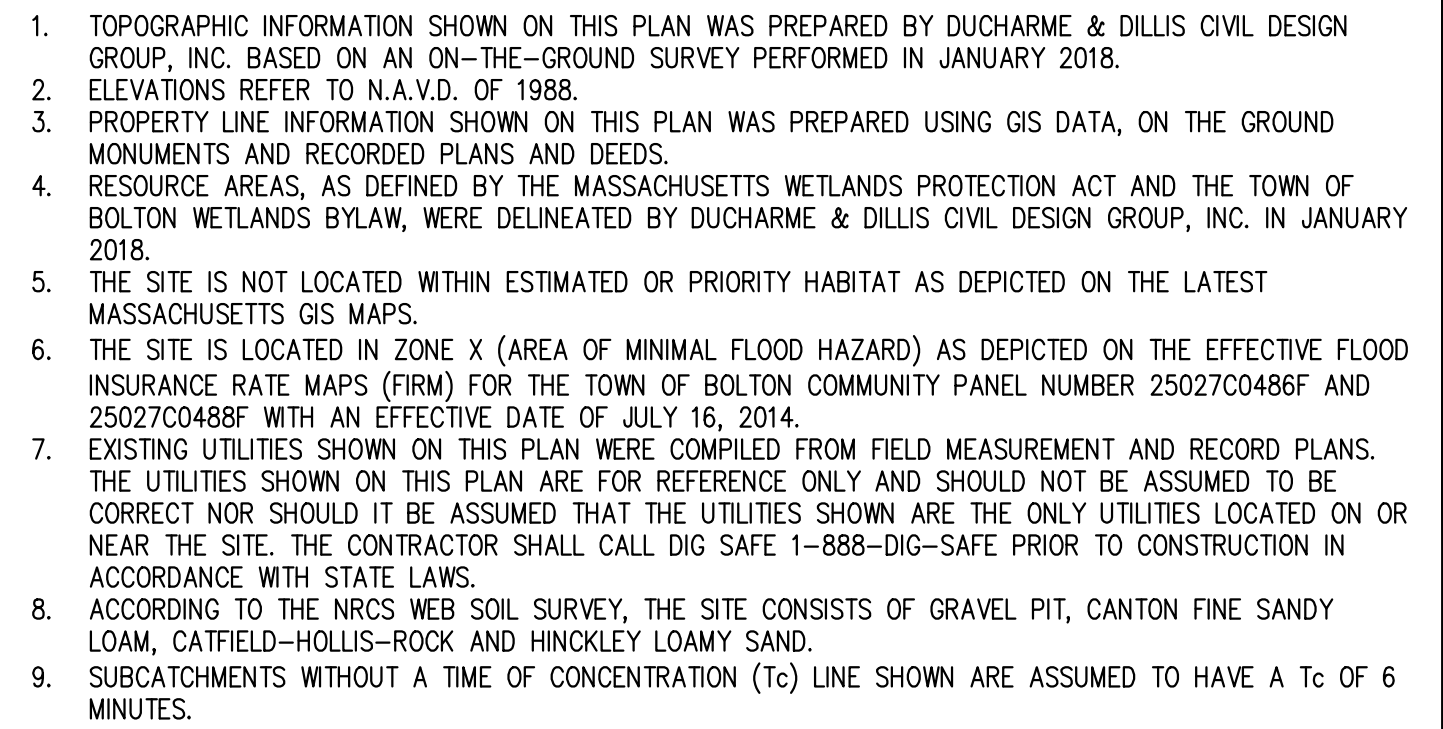 1. TOPOGRAPHIC INFORMATION SHOWN ON THIS PLAN WAS PREPARED BY DUCHARME & DILLIS CIVIL DESIGN
GROUP, INC. BASED ON AN ON–THE–GROUND SURVEY PERFORMED IN JANUARY 2018.
2. ELEVATIONS REFER TO N.A.V.D. OF 1988.
3. PROPERTY LINE INFORMATION SHOWN ON THIS PLAN WAS PREPARED USING GIS DATA, ON THE GROUND
MONUMENTS AND RECORDED PLANS AND DEEDS.
4. RESOURCE AREAS, AS DEFINED BY THE MASSACHUSETTS WETLANDS PROTECTION ACT AND THE TOWN OF
BOLTON WETLANDS BYLAW, WERE DELINEATED BY DUCHARME & DILLIS CIVIL DESIGN GROUP, INC. IN JANUARY
2018.
5. THE SITE IS NOT LOCATED WITHIN ESTIMATED OR PRIORITY HABITAT AS DEPICTED ON THE LATEST
MASSACHUSETTS GIS MAPS.
6. THE SITE IS LOCATED IN ZONE X (AREA OF MINIMAL FLOOD HAZARD) AS DEPICTED ON THE EFFECTIVE FLOOD
INSURANCE RATE MAPS (FIRM) FOR THE TOWN OF BOLTON COMMUNITY PANEL NUMBER 25027C0486F AND
25027C0488F WITH AN EFFECTIVE DATE OF JULY 16, 2014.
7. EXISTING UTILITIES SHOWN ON THIS PLAN WERE COMPILED FROM FIELD MEASUREMENT AND RECORD PLANS.
THE UTILITIES SHOWN ON THIS PLAN ARE FOR REFERENCE ONLY AND SHOULD NOT BE ASSUMED TO BE
CORRECT NOR SHOULD IT BE ASSUMED THAT THE UTILITIES SHOWN ARE THE ONLY UTILITIES LOCATED ON OR
NEAR THE SITE. THE CONTRACTOR SHALL CALL DIG SAFE 1–888–DIG–SAFE PRIOR TO CONSTRUCTION IN
ACCORDANCE WITH STATE LAWS.
8. ACCORDING TO THE NRCS WEB SOIL SURVEY, THE SITE CONSISTS OF GRAVEL PIT, CANTON FINE SANDY
LOAM, CATFIELD–HOLLIS–ROCK AND HINCKLEY LOAMY SAND.
9. SUBCATCHMENTS WITHOUT A TIME OF CONCENTRATION (Tc) LINE SHOWN ARE ASSUMED TO HAVE A Tc OF 6
MINUTES.